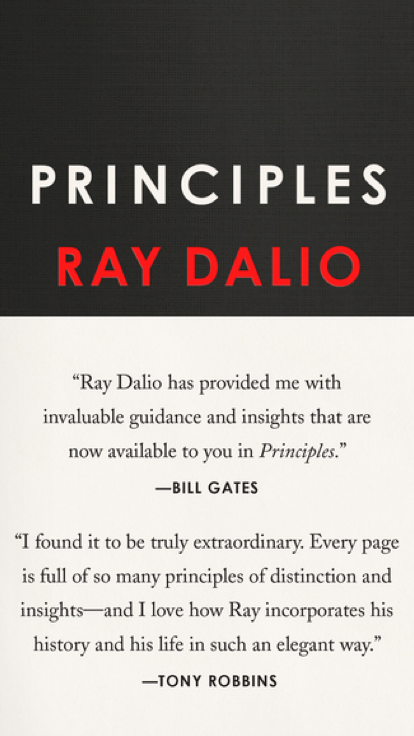 PRINCIPLES
RAY DALIO
“Ray Dalio has provided me with
invaluable guidance and insights that are
now available to you in Principles.”
—BILL GATES
“I found it to be truly extraordinary. Every page
is full of so many principles of distinction and
insights—and I love how Ray incorporates his
history and his life in such an elegant way.”
—TONY ROBBINS